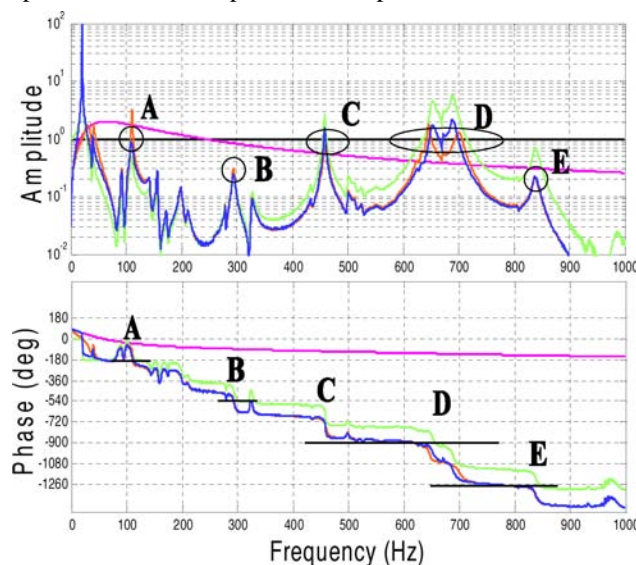 10²
10¹
10⁰
10⁻¹
10⁻²
Amplitude
A
B
C
D
E
0 100 200 300 400 500 600 700 800 900 1000
180
0
-180
-360
-540
-720
-900
-1080
-1260
Phase (deg)
A
B
C
D
E
0 100 200 300 400 500 600 700 800 900 1000
Frequency (Hz)